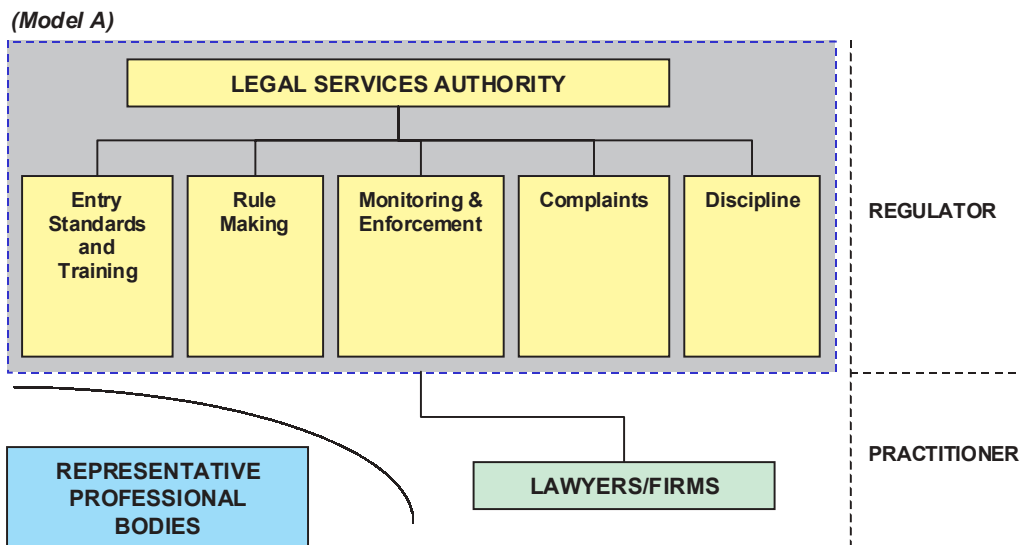 (Model A)
LEGAL SERVICES AUTHORITY
Entry
Standards
and
Training
Rule
Making
Monitoring &
Enforcement
Complaints
Discipline
REGULATOR
PRACTITIONER
REPRESENTATIVE
PROFESSIONAL
BODIES
LAWYERS/FIRMS